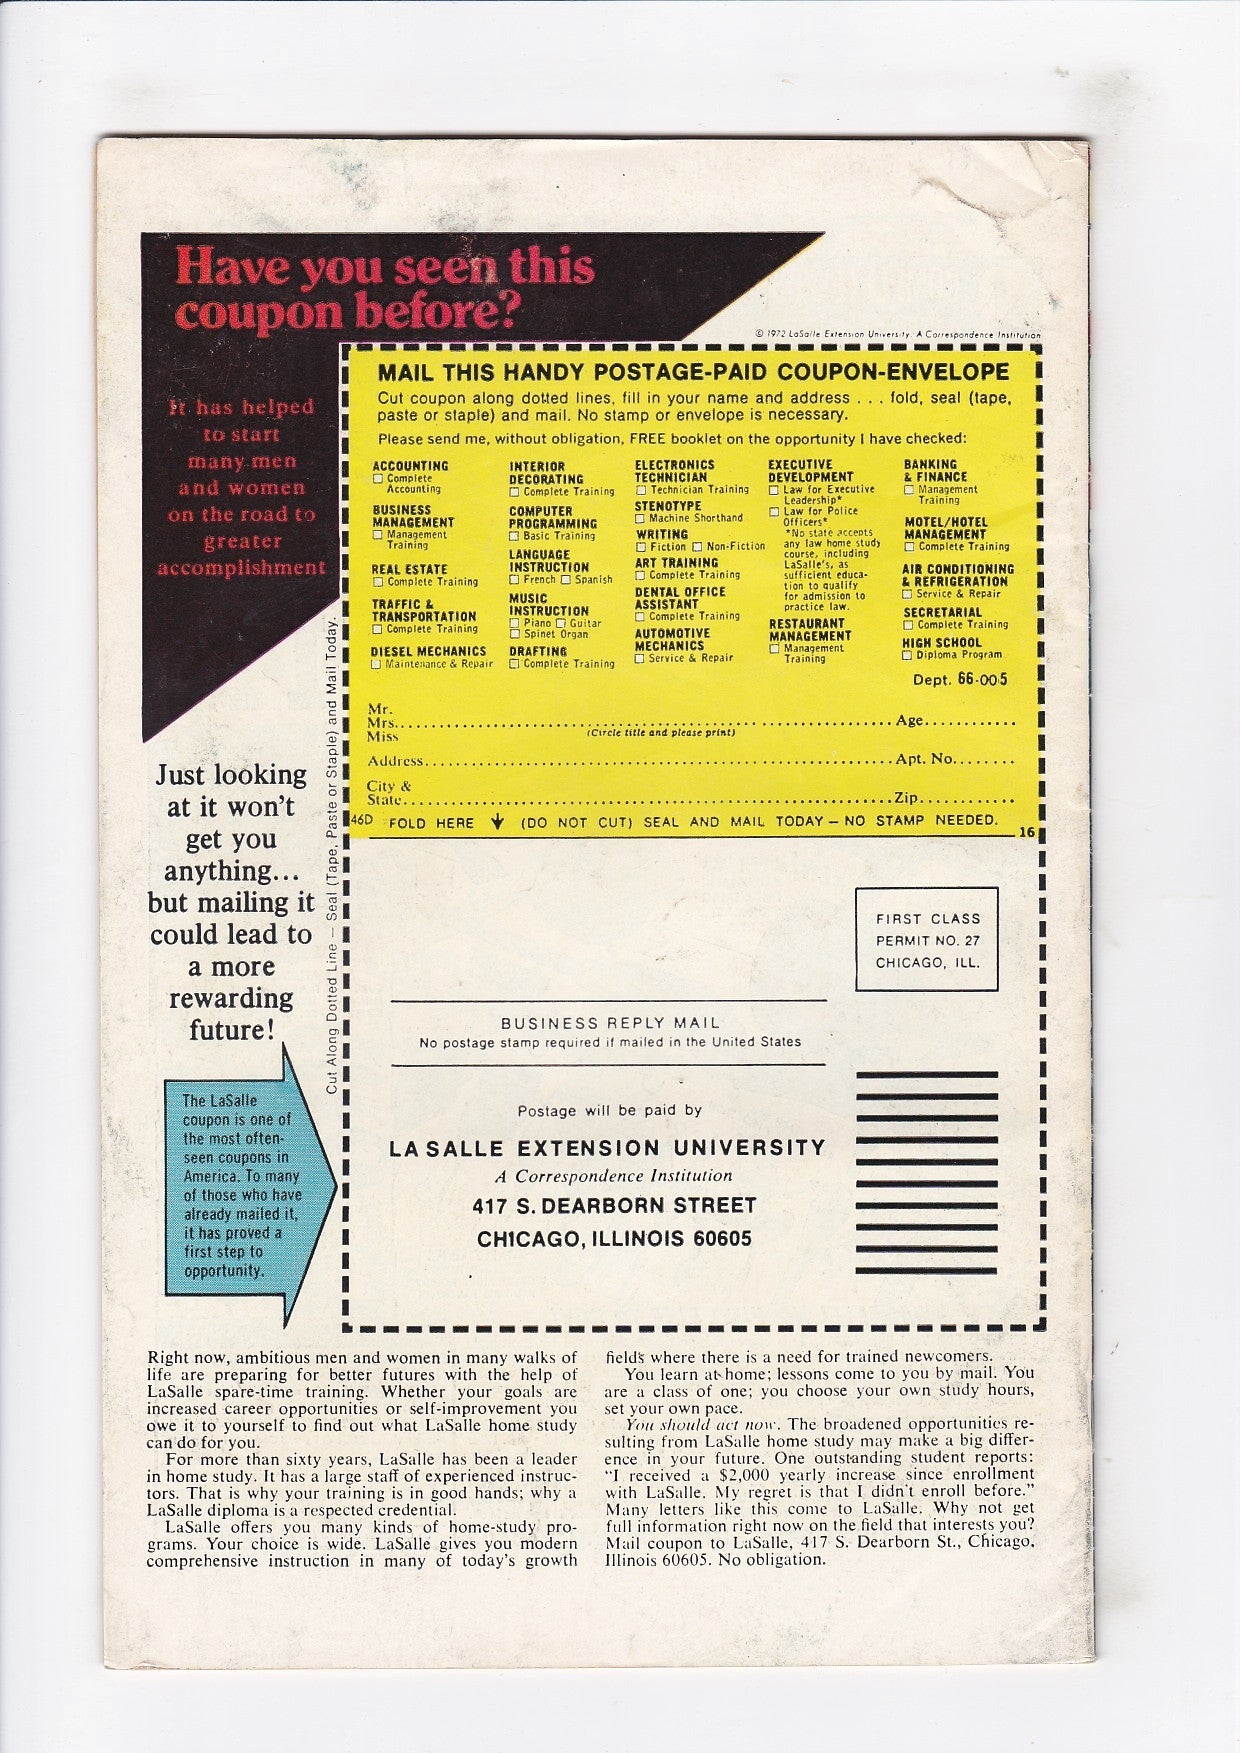 Have you seen this
coupon before?
© 1972 LaSalle Extension University. A Correspondence Institution
It has helped
to start
many men
and women
on the road to
greater
accomplishment
MAIL THIS HANDY POSTAGE-PAID COUPON-ENVELOPE
Cut coupon along dotted lines, fill in your name and address . . . fold, seal (tape,
paste or staple) and mail. No stamp or envelope is necessary.
Please send me, without obligation, FREE booklet on the opportunity I have checked:
ACCOUNTING
☐ Complete
Accounting
BUSINESS
MANAGEMENT
☐ Management
Training
REAL ESTATE
☐ Complete Training
TRAFFIC &
TRANSPORTATION
☐ Complete Training
DIESEL MECHANICS
☐ Maintenance & Repair
INTERIOR
DECORATING
☐ Complete Training
COMPUTER
PROGRAMMING
☐ Basic Training
LANGUAGE
INSTRUCTION
☐ French ☐ Spanish
MUSIC
INSTRUCTION
☐ Piano ☐ Guitar
☐ Spinet Organ
DRAFTING
☐ Complete Training
ELECTRONICS
TECHNICIAN
☐ Technician Training
STENOTYPE
☐ Machine Shorthand
WRITING
☐ Fiction ☐ Non-Fiction
ART TRAINING
☐ Complete Training
DENTAL OFFICE
ASSISTANT
☐ Complete Training
AUTOMOTIVE
MECHANICS
☐ Service & Repair
EXECUTIVE
DEVELOPMENT
☐ Law for Executive
Leadership*
☐ Law for Police
Officers*
*No state accepts
any law home study
course, including
LaSalle's, as
sufficient educa-
tion to qualify
for admission to
practice law.
RESTAURANT
MANAGEMENT
☐ Management
Training
BANKING
& FINANCE
☐ Management
Training
MOTEL/HOTEL
MANAGEMENT
☐ Complete Training
AIR CONDITIONING
& REFRIGERATION
☐ Service & Repair
SECRETARIAL
☐ Complete Training
HIGH SCHOOL
☐ Diploma Program
Dept. 66-005
Mr.
Mrs.......... Age..........
Miss
(Circle title and please print)
Address.......... Apt. No..........
City &
State.......... Zip..........
46D FOLD HERE ↓ (DO NOT CUT) SEAL AND MAIL TODAY – NO STAMP NEEDED.
16
Cut Along Dotted Line – Seal (Tape, Paste or Staple) and Mail Today.
Just looking
at it won't
get you
anything...
but mailing it
could lead to
a more
rewarding
future!
The LaSalle
coupon is one of
the most often-
seen coupons in
America. To many
of those who have
already mailed it,
it has proved a
first step to
opportunity.
FIRST CLASS
PERMIT NO. 27
CHICAGO, ILL.
BUSINESS REPLY MAIL
No postage stamp required if mailed in the United States
Postage will be paid by
LA SALLE EXTENSION UNIVERSITY
A Correspondence Institution
417 S. DEARBORN STREET
CHICAGO, ILLINOIS 60605
Right now, ambitious men and women in many walks of
life are preparing for better futures with the help of
LaSalle spare-time training. Whether your goals are
increased career opportunities or self-improvement you
owe it to yourself to find out what LaSalle home study
can do for you.
For more than sixty years, LaSalle has been a leader
in home study. It has a large staff of experienced instruc-
tors. That is why your training is in good hands; why a
LaSalle diploma is a respected credential.
LaSalle offers you many kinds of home-study pro-
grams. Your choice is wide. LaSalle gives you modern
comprehensive instruction in many of today's growth
fields where there is a need for trained newcomers.
You learn at home; lessons come to you by mail. You
are a class of one; you choose your own study hours,
set your own pace.
You should act now. The broadened opportunities re-
sulting from LaSalle home study may make a big differ-
ence in your future. One outstanding student reports:
"I received a $2,000 yearly increase since enrollment
with LaSalle. My regret is that I didn't enroll before."
Many letters like this come to LaSalle. Why not get
full information right now on the field that interests you?
Mail coupon to LaSalle, 417 S. Dearborn St., Chicago,
Illinois 60605. No obligation.